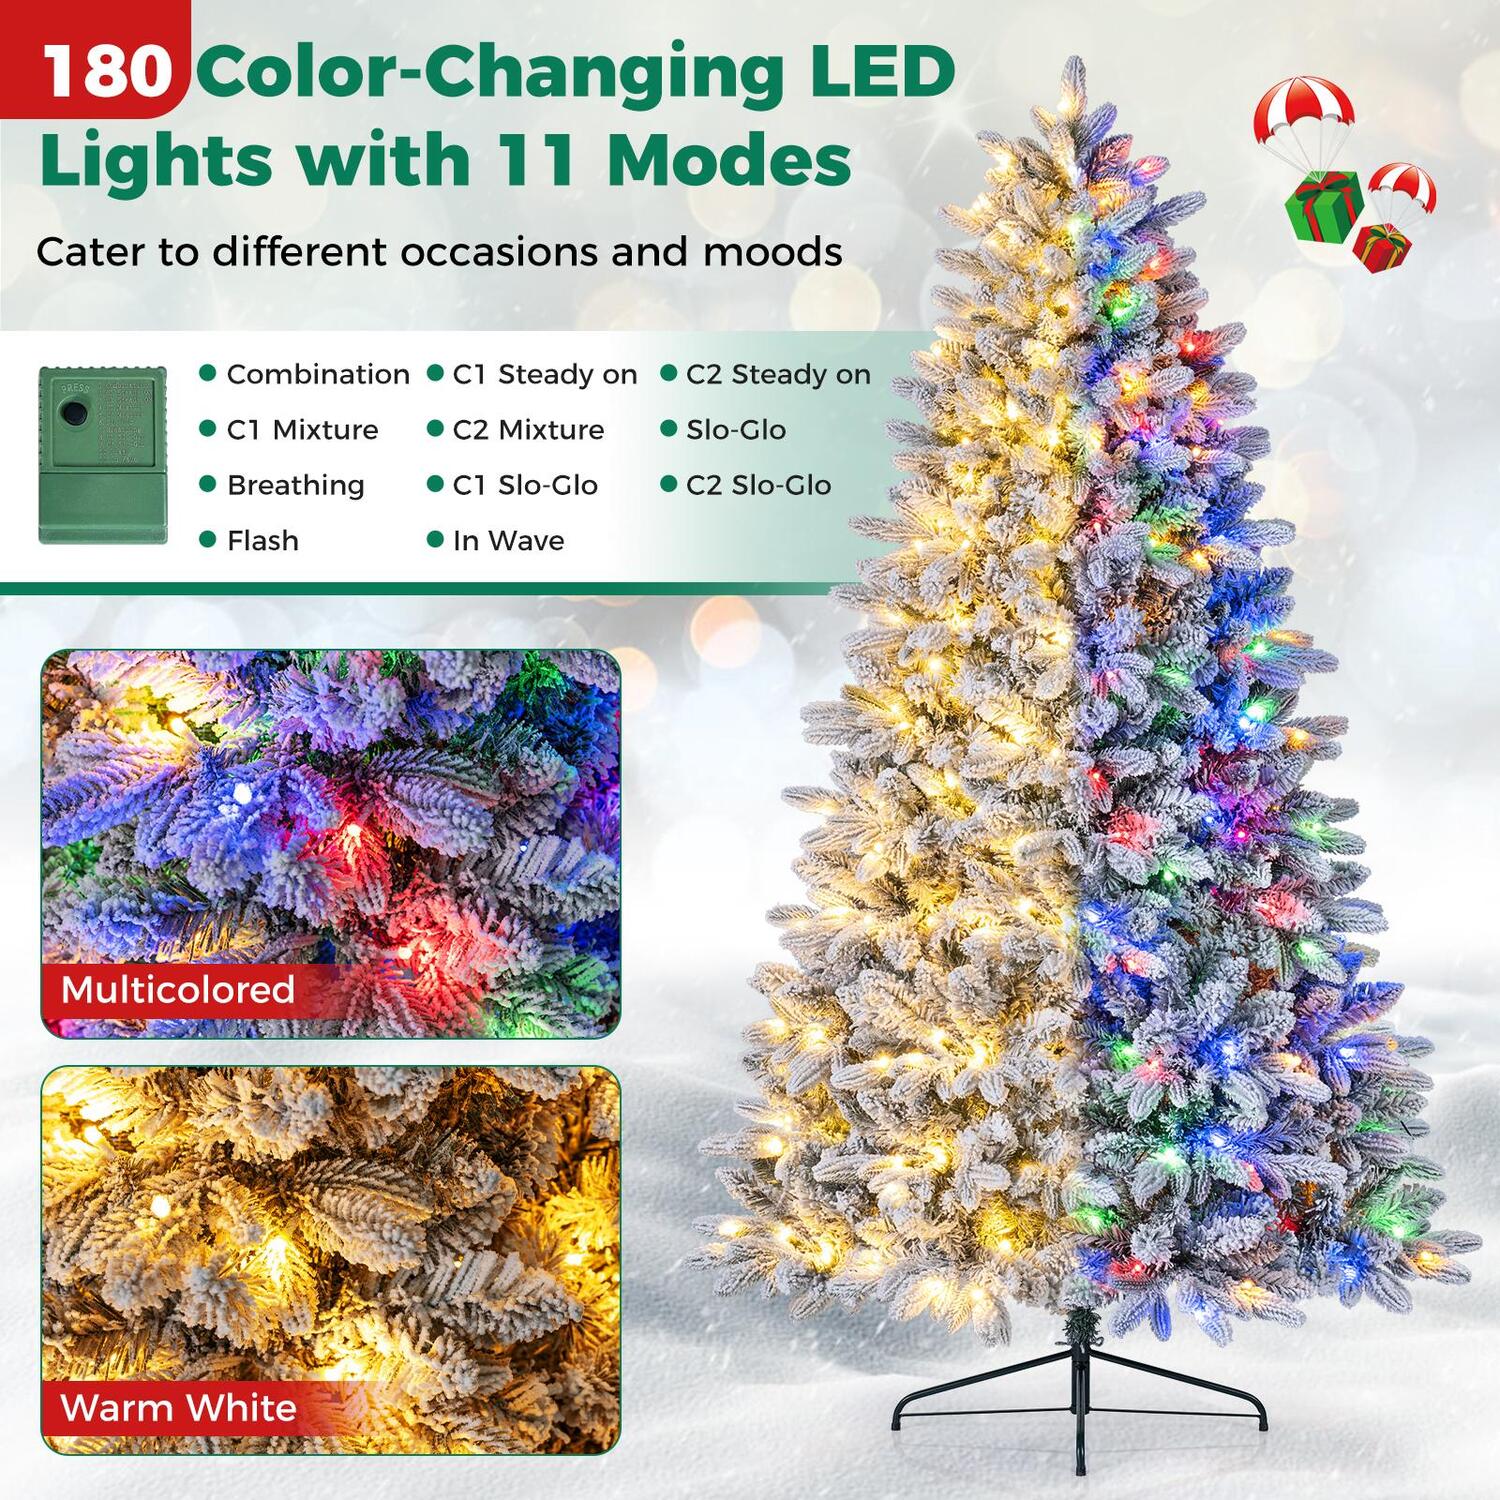 180 Color-Changing LED
Lights with 11 Modes
Cater to different occasions and moods
PRESS
Combination
C1 Steady on
C2 Steady on
C1 Mixture
C2 Mixture
Slo-Glo
Breathing
C1 Slo-Glo
C2 Slo-Glo
Flash
In Wave
Multicolored
Warm White